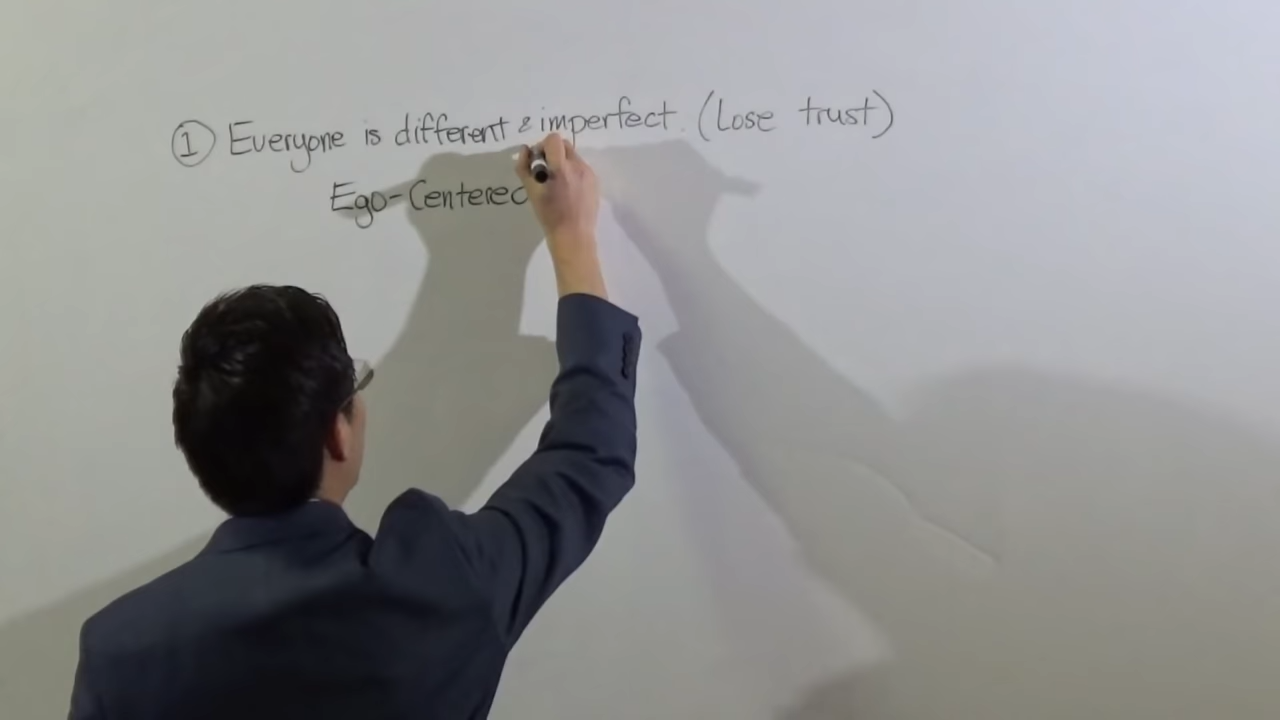 ① Everyone is different & imperfect. (Lose trust)
Ego-Centered